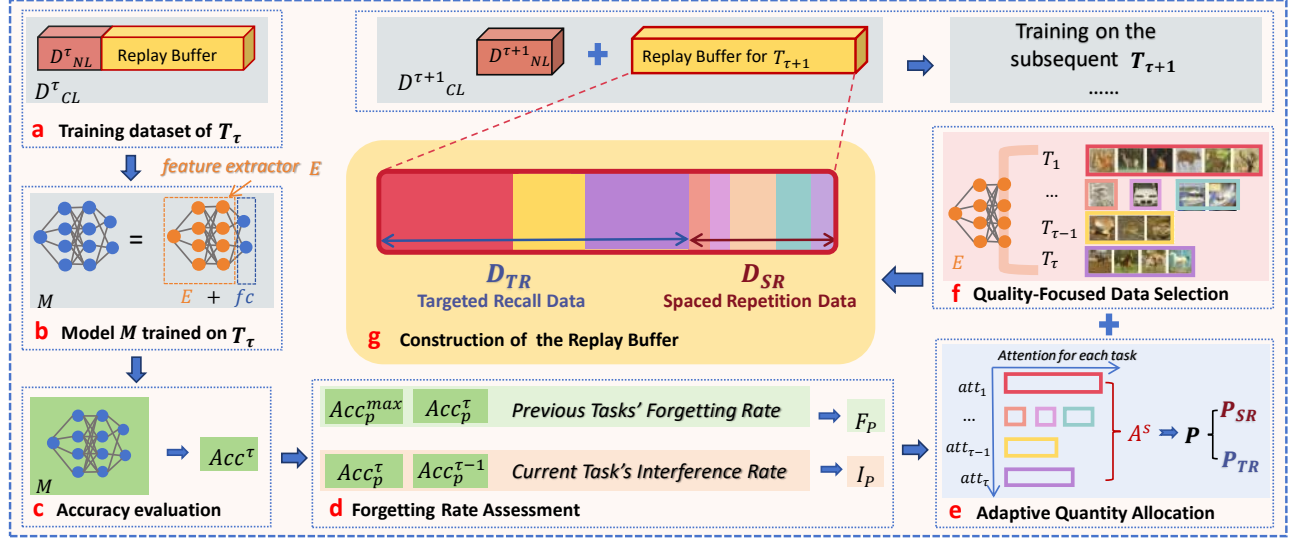 D^τ_NL
Replay Buffer
D^τ_CL
a Training dataset of T_τ
D^{τ+1}_NL
+
Replay Buffer for T_{τ+1}
D^{τ+1}_CL
Training on the
subsequent T_{τ+1}
......
feature extractor E
=
M
E + fc
b Model M trained on T_τ
M
Acc^τ
c Accuracy evaluation
D_TR
Targeted Recall Data
D_SR
Spaced Repetition Data
g Construction of the Replay Buffer
Acc_p^max Acc_p^τ Previous Tasks' Forgetting Rate F_P
Acc_p^τ Acc_p^{τ-1} Current Task's Interference Rate I_P
d Forgetting Rate Assessment
T_1
...
T_{τ-1}
T_τ
E
f Quality-Focused Data Selection
+
Attention for each task
att_1
...
att_{τ-1}
att_τ
A^s P P_SR
P_TR
e Adaptive Quantity Allocation